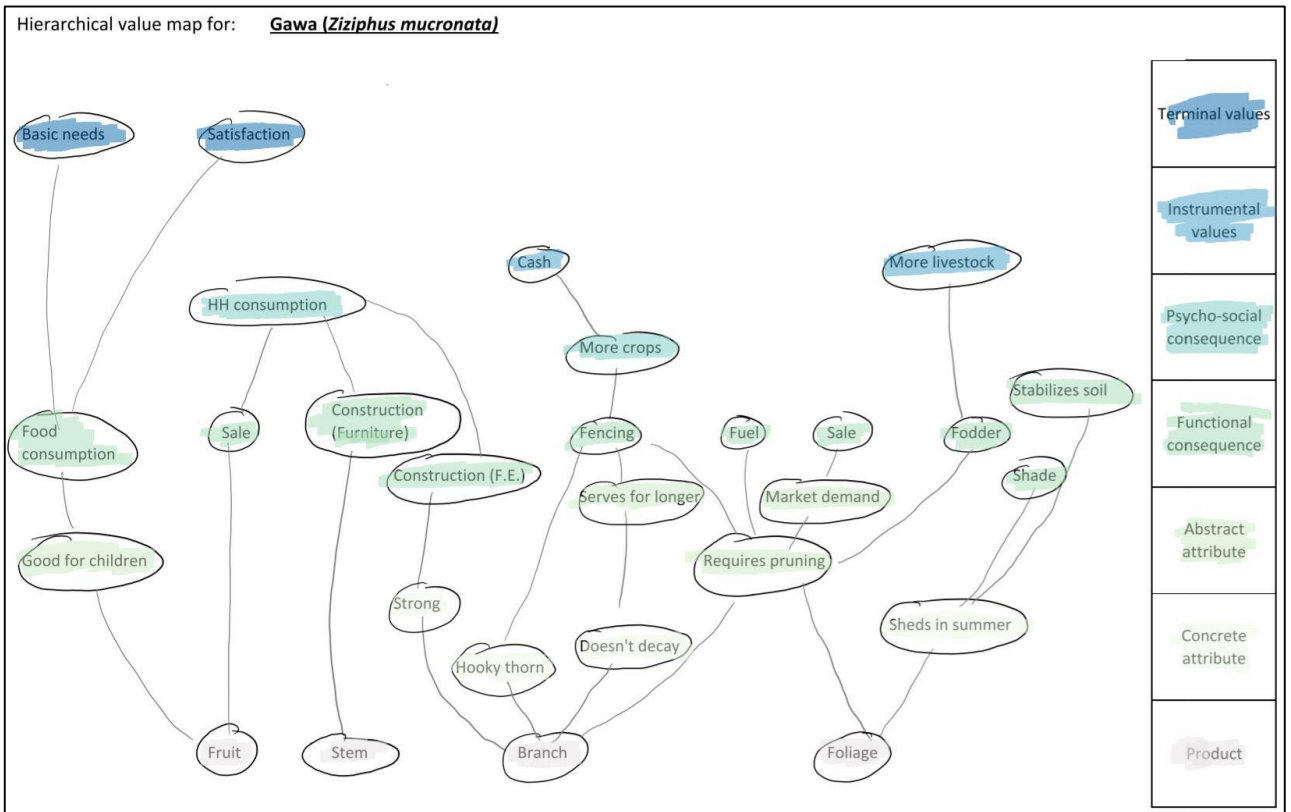 Hierarchical value map for: Gawa (Ziziphus mucronata)
Basic needs
Satisfaction
Terminal values
Instrumental
values
Cash
More livestock
HH consumption
Psycho-social
consequence
More crops
Stabilizes soil
Food
consumption
Sale
Construction
(Furniture)
Fencing
Fuel
Sale
Fodder
Functional
consequence
Construction (F.E.)
Shade
Serves for longer
Market demand
Good for children
Requires pruning
Abstract
attribute
Strong
Sheds in summer
Hooky thorn
Doesn't decay
Concrete
attribute
Fruit
Stem
Branch
Foliage
Product